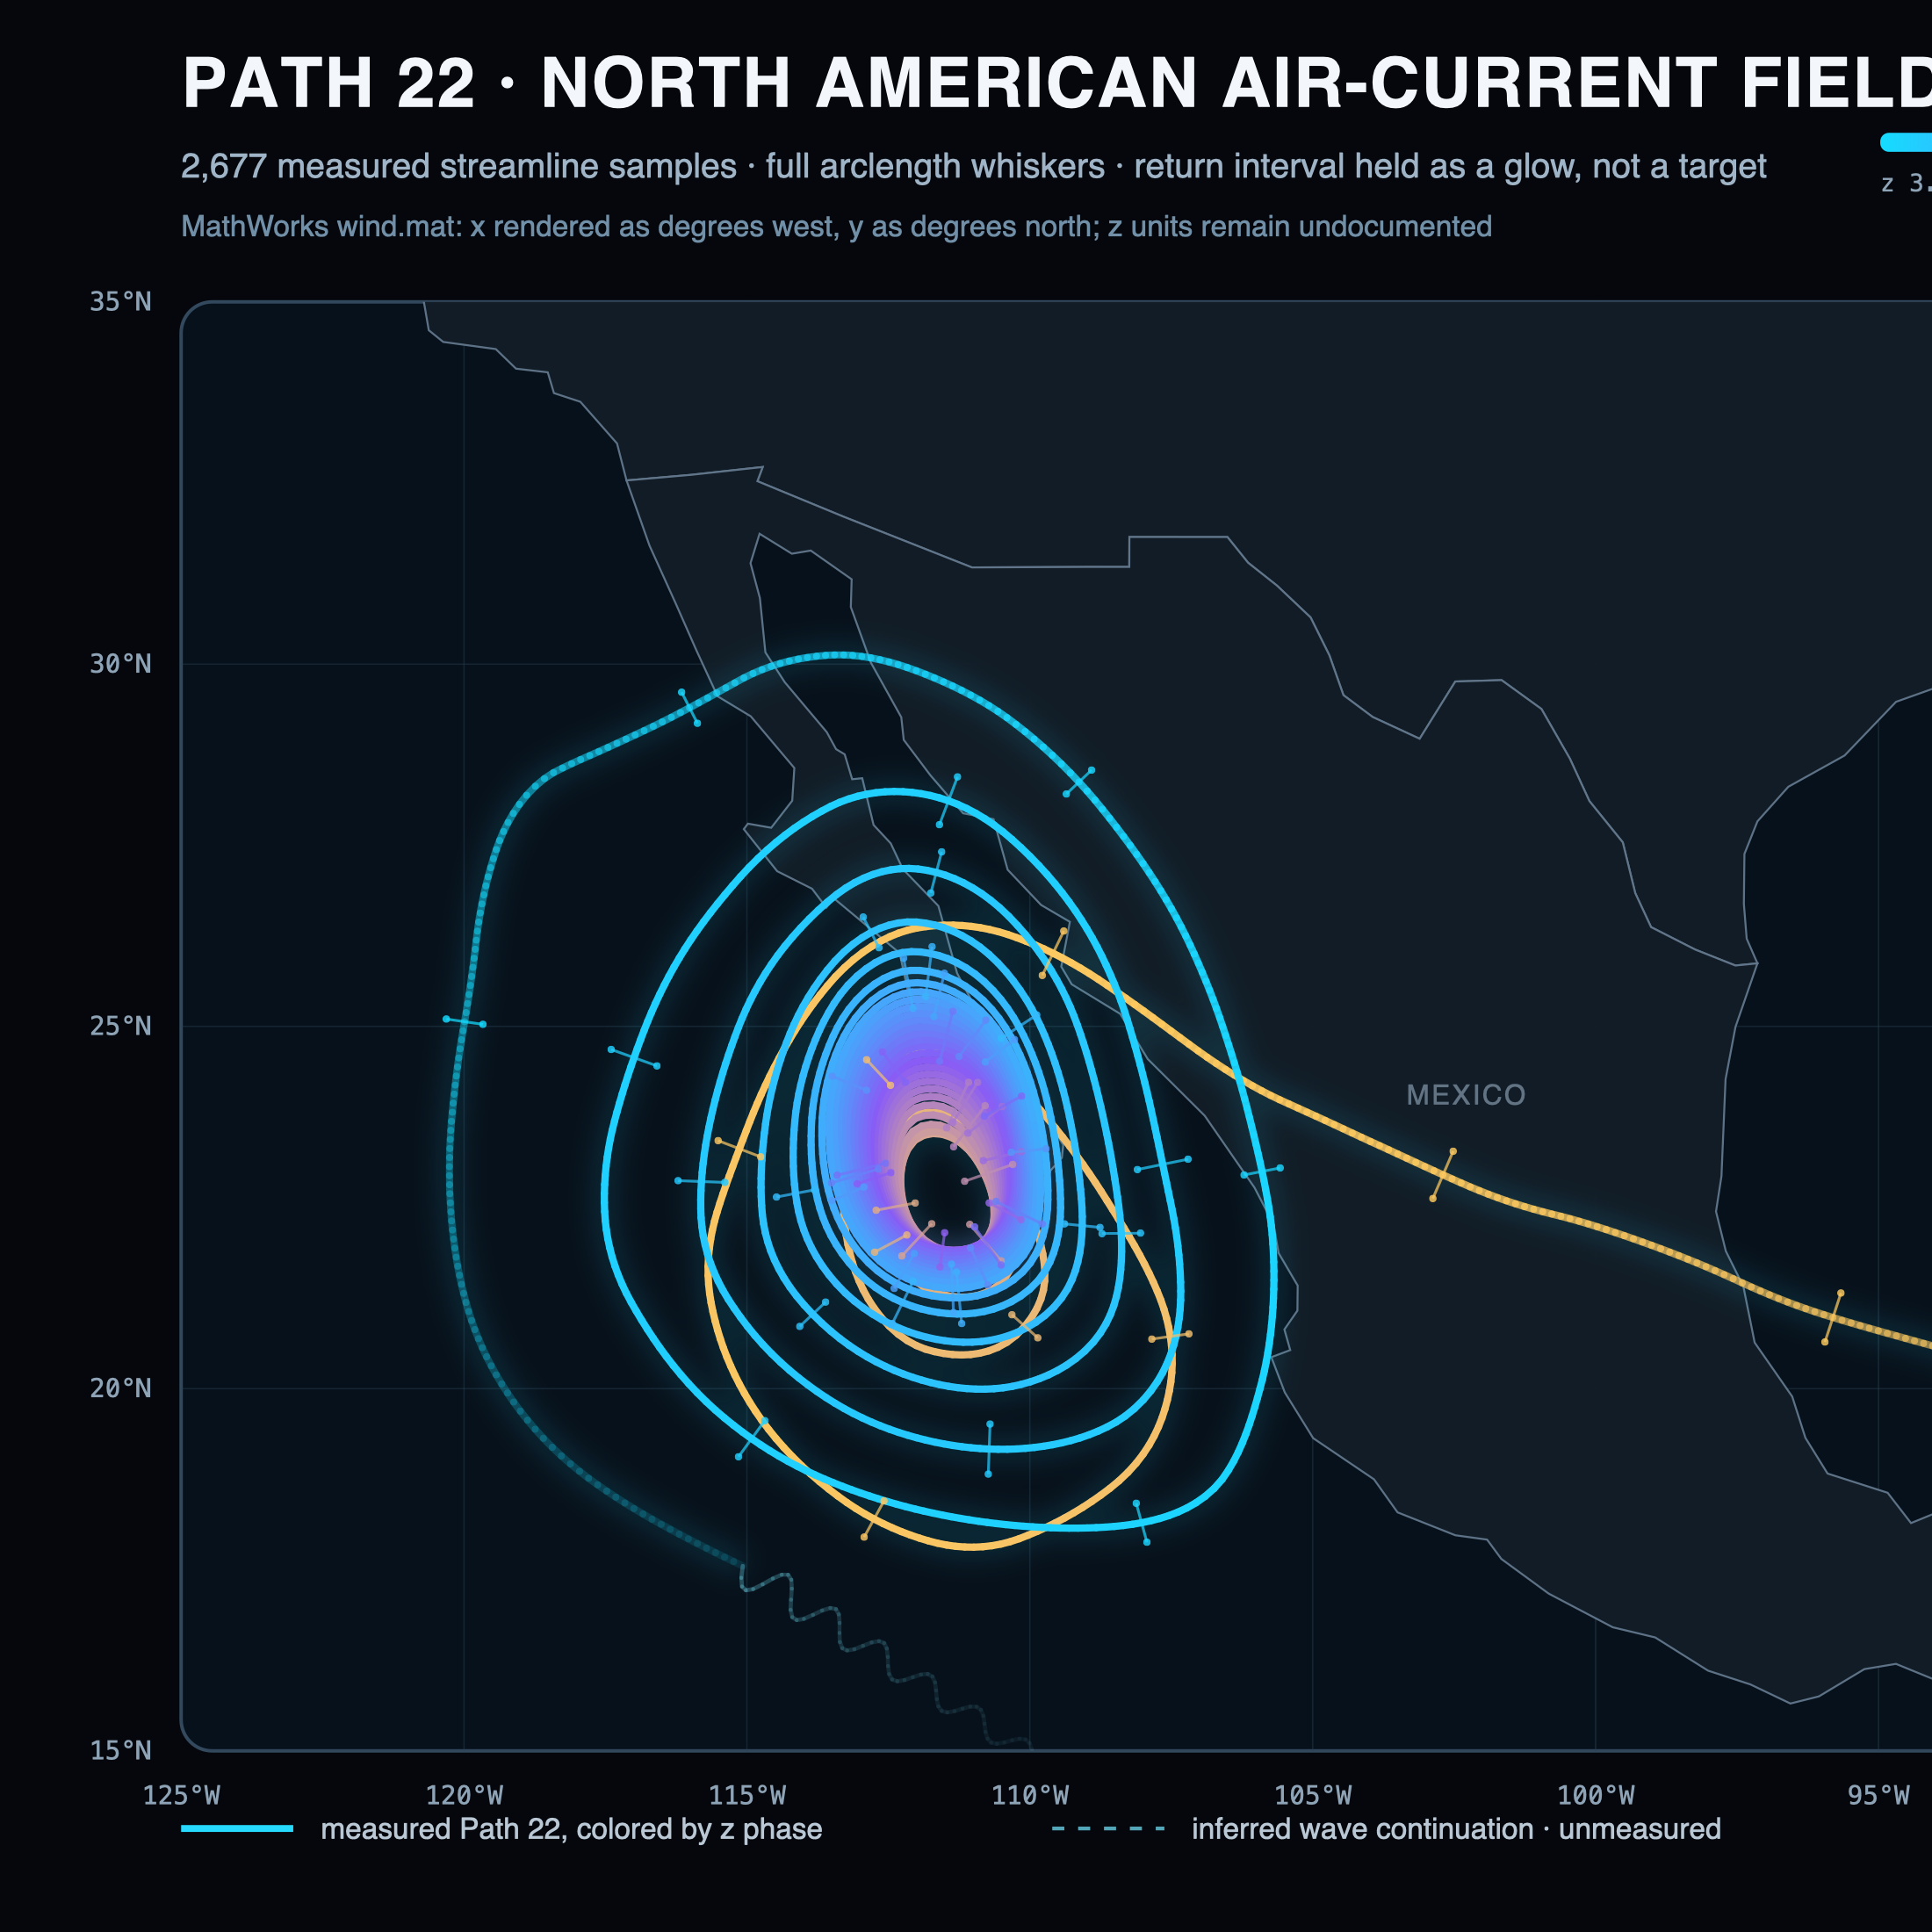 PATH 22 · NORTH AMERICAN AIR-CURRENT FIELD
2,677 measured streamline samples · full arclength whiskers · return interval held as a glow, not a target
z 3.
MathWorks wind.mat: x rendered as degrees west, y as degrees north; z units remain undocumented
35°N
30°N
25°N
MEXICO
20°N
15°N
125°W 120°W 115°W 110°W 105°W 100°W 95°W
measured Path 22, colored by z phase
inferred wave continuation · unmeasured